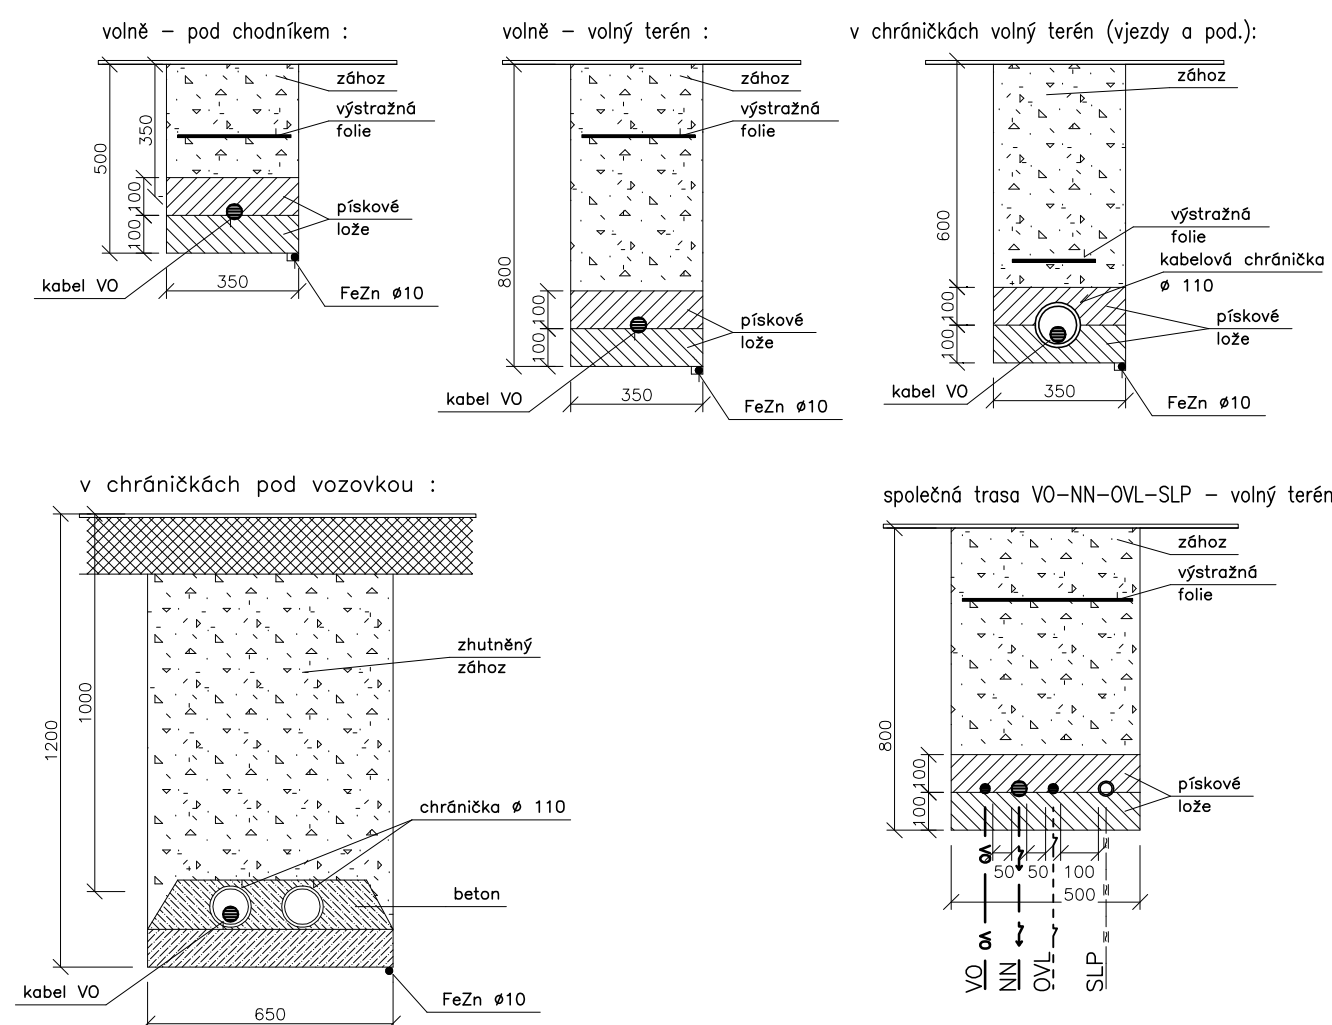 volně – pod chodníkem :
zához
výstražná
folie
350
500
100
100
pískové
lože
kabel VO
350
FeZn ø10
volně – volný terén :
zához
výstražná
folie
800
100
100
pískové
lože
kabel VO
350
FeZn ø10
v chráničkách volný terén (vjezdy a pod.):
zához
600
výstražná
folie
kabelová chránička
ø 110
100
100
pískové
lože
kabel VO
350
FeZn ø10
v chráničkách pod vozovkou :
zhutněný
zához
1000
1200
chránička ø 110
beton
kabel VO
FeZn ø10
650
společná trasa VO–NN–OVL–SLP – volný terén
zához
výstražná
folie
800
100
100
pískové
lože
VO
50 50 100
500
VO
VO NN OVL SLP